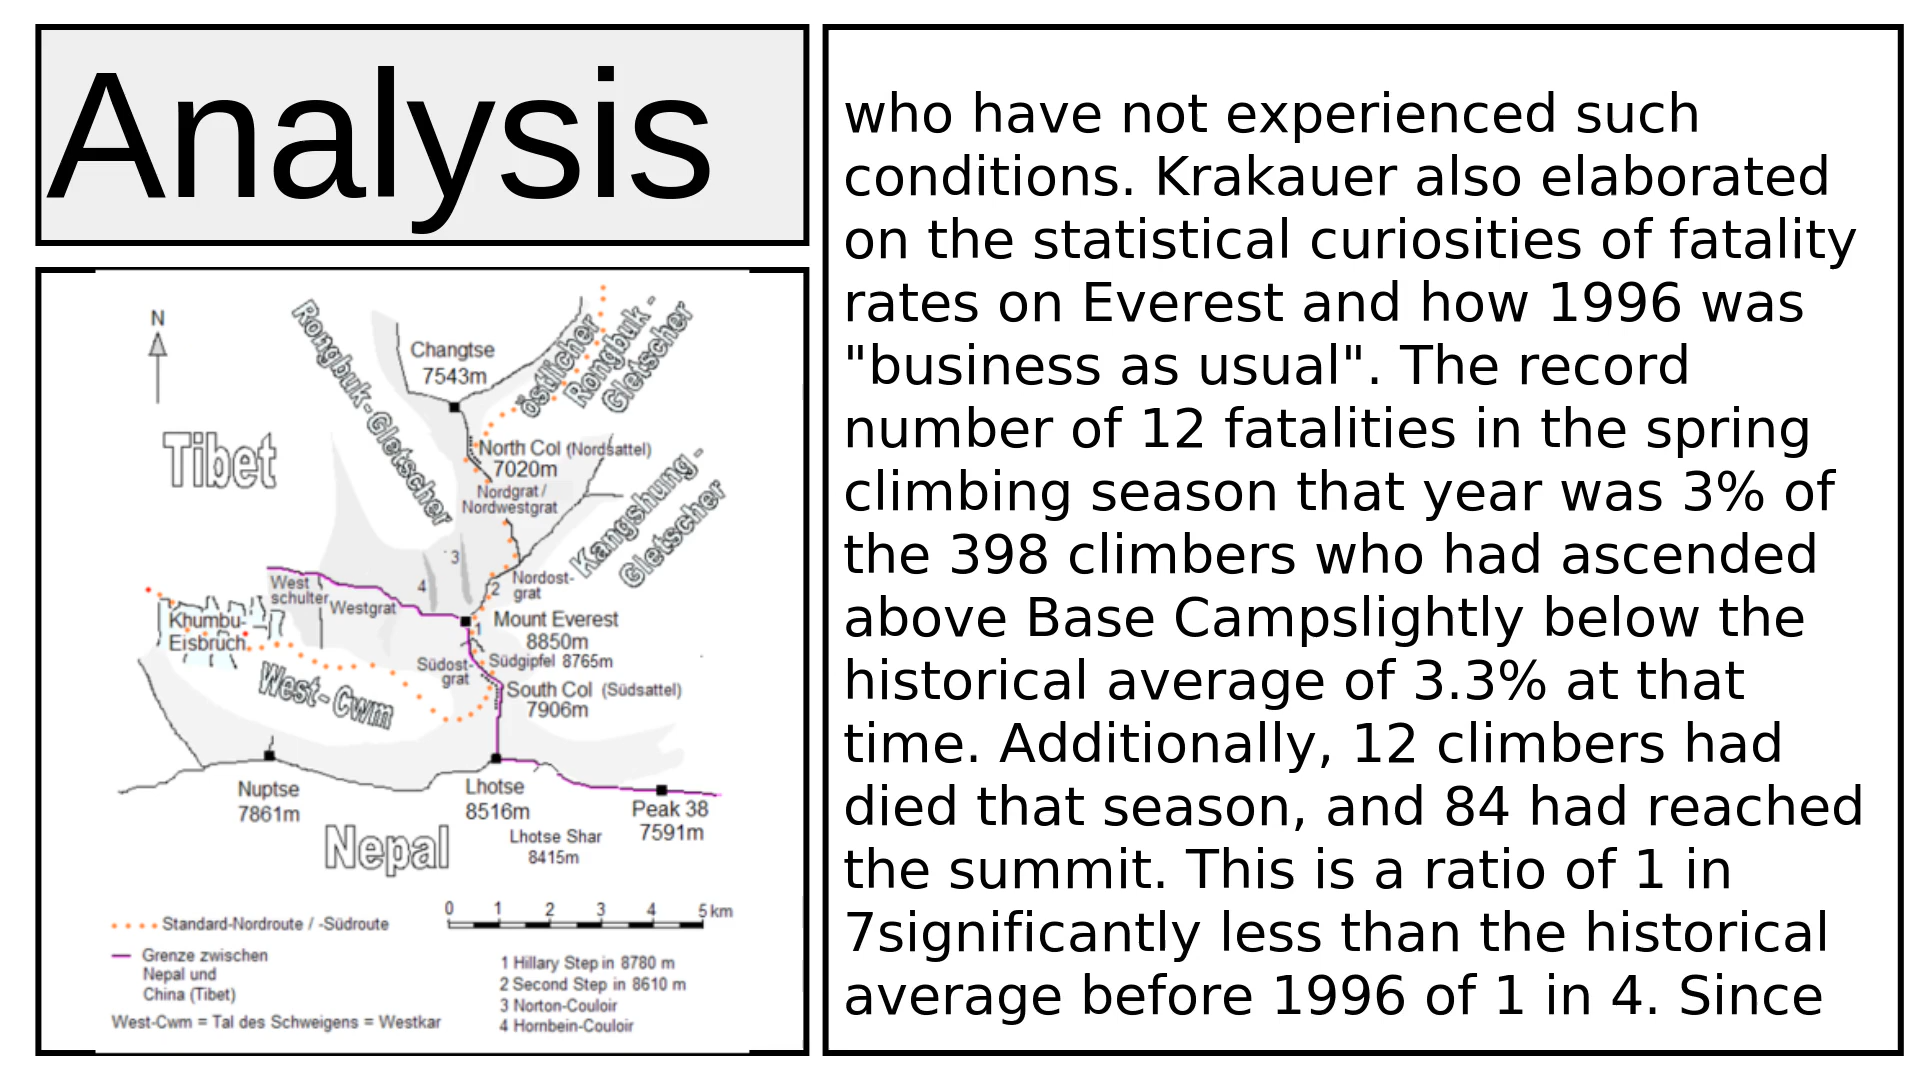 Analysis
who have not experienced such
conditions. Krakauer also elaborated
on the statistical curiosities of fatality
rates on Everest and how 1996 was
"business as usual". The record
number of 12 fatalities in the spring
climbing season that year was 3% of
the 398 climbers who had ascended
above Base Campslightly below the
historical average of 3.3% at that
time. Additionally, 12 climbers had
died that season, and 84 had reached
the summit. This is a ratio of 1 in
7significantly less than the historical
average before 1996 of 1 in 4. Since
N
Rongbuk-Gletscher
östlicher
Rongbuk-
Gletscher
Changtse
7543m
Tibet
North Col (Nordsattel)
7020m
Nordgrat /
Nordwestgrat
Kangshung-
Gletscher
3
4
2
Nordost-
grat
West
schulter
Westgrat
Khumbu-
Eisbruch
Mount Everest
8850m
1
Südost-
grat
Südgipfel 8765m
West-Cwm
South Col (Südsattel)
7906m
Nuptse
7861m
Lhotse
8516m
Peak 38
7591m
Lhotse Shar
8415m
Nepal
0 1 2 3 4 5 km
Standard-Nordroute / -Südroute
Grenze zwischen
Nepal und
China (Tibet)
West-Cwm = Tal des Schweigens = Westkar
1 Hillary Step in 8780 m
2 Second Step in 8610 m
3 Norton-Couloir
4 Hornbein-Couloir